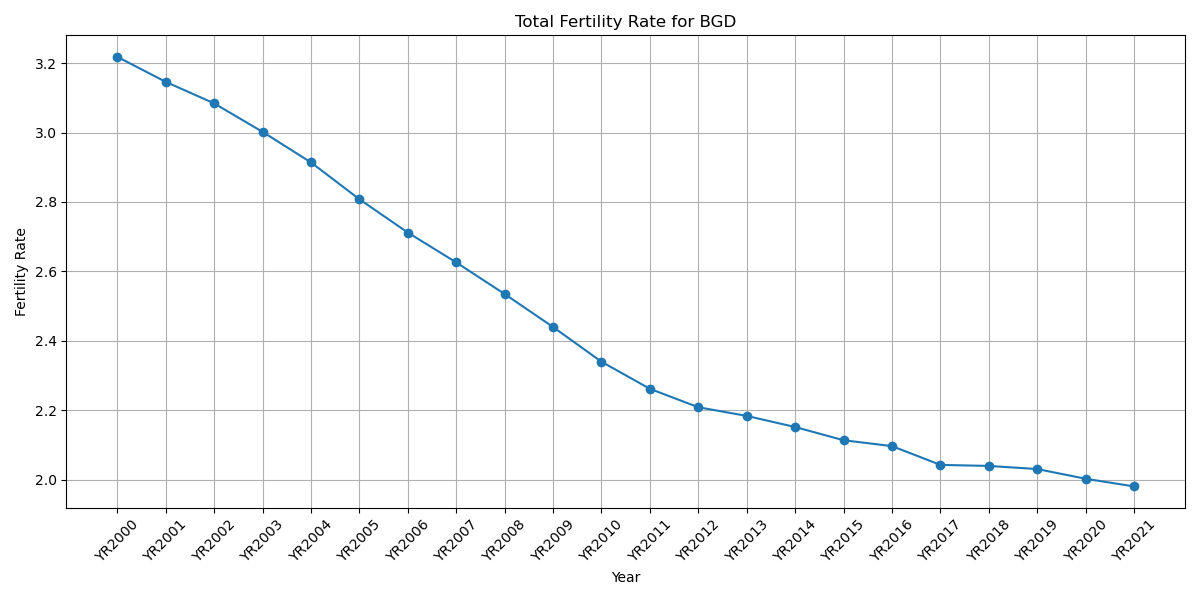 Total Fertility Rate for BGD
Fertility Rate
3.2
3.0
2.8
2.6
2.4
2.2
2.0
YR2000
YR2001
YR2002
YR2003
YR2004
YR2005
YR2006
YR2007
YR2008
YR2009
YR2010
YR2011
YR2012
YR2013
YR2014
YR2015
YR2016
YR2017
YR2018
YR2019
YR2020
YR2021
Year